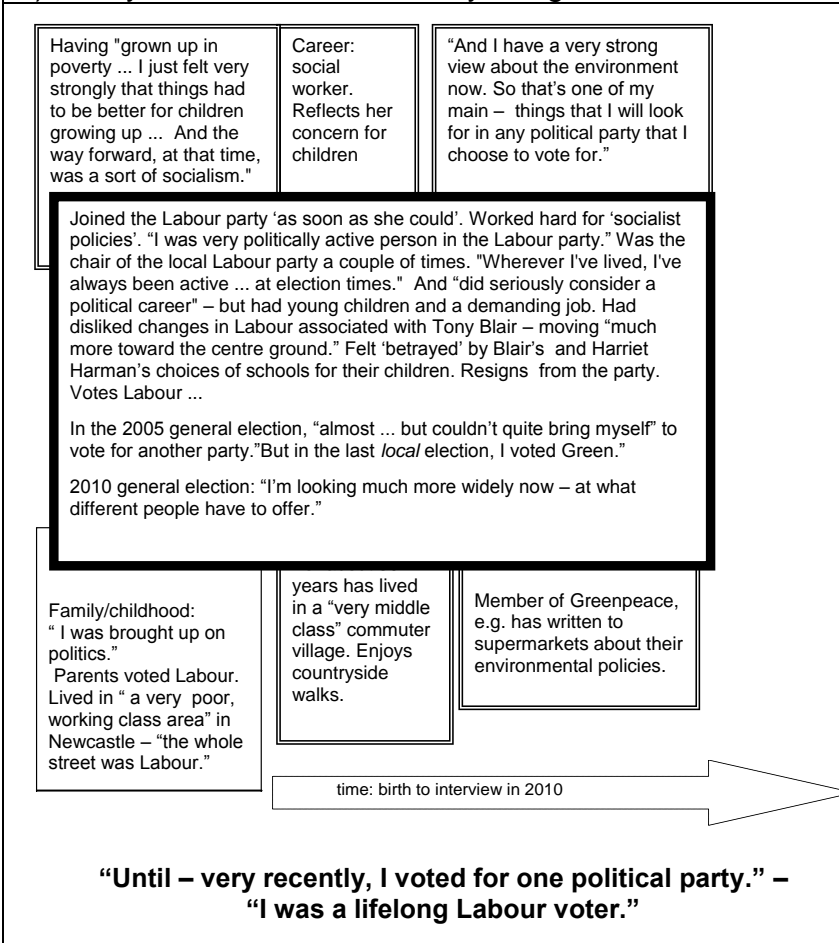 Having "grown up in
poverty ... I just felt very
strongly that things had
to be better for children
growing up ...  And the
way forward, at that time,
was a sort of socialism."
Career:
social
worker.
Reflects her
concern for
children
“And I have a very strong
view about the environment
now. So that’s one of my
main –  things that I will look
for in any political party that I
choose to vote for.”
Joined the Labour party ‘as soon as she could’. Worked hard for ‘socialist
policies’. “I was very politically active person in the Labour party.” Was the
chair of the local Labour party a couple of times. "Wherever I've lived, I've
always been active ... at election times."  And “did seriously consider a
political career" – but had young children and a demanding job. Had
disliked changes in Labour associated with Tony Blair – moving “much
more toward the centre ground.” Felt ‘betrayed’ by Blair’s  and Harriet
Harman’s choices of schools for their children. Resigns  from the party.
Votes Labour ...
In the 2005 general election, “almost ... but couldn’t quite bring myself” to
vote for another party.”But in the last local election, I voted Green.”
2010 general election: “I’m looking much more widely now – at what
different people have to offer.”
Family/childhood:
“ I was brought up on
politics.”
Parents voted Labour.
Lived in “ a very  poor,
working class area” in
Newcastle – “the whole
street was Labour.”
years has lived
in a “very middle
class” commuter
village. Enjoys
countryside
walks.
Member of Greenpeace,
e.g. has written to
supermarkets about their
environmental policies.
time: birth to interview in 2010
“Until – very recently, I voted for one political party.” –
“I was a lifelong Labour voter.”